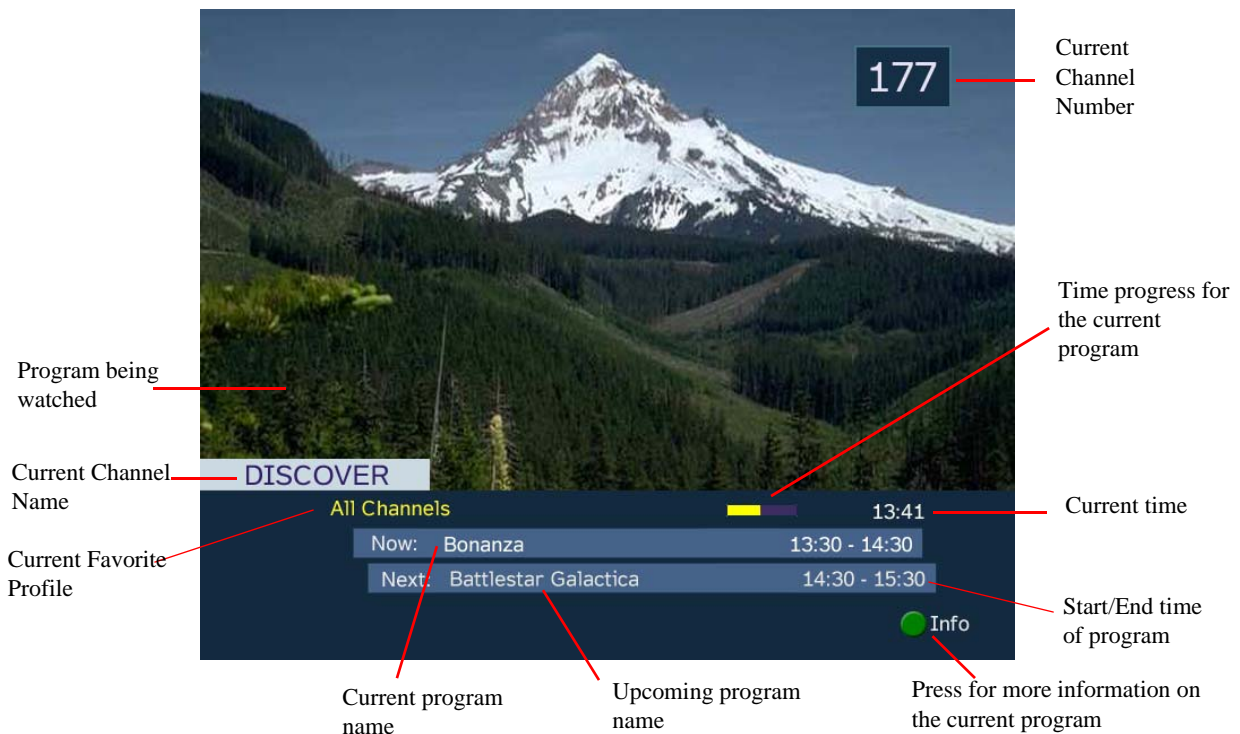 177
Current
Channel
Number
Time progress for
the current
program
Program being
watched
Current Channel
Name
DISCOVER
All Channels
13:41
Current time
Current Favorite
Profile
Now: Bonanza 13:30 - 14:30
Next: Battlestar Galactica 14:30 - 15:30
Start/End time
of program
Info
Current program
name
Upcoming program
name
Press for more information on
the current program